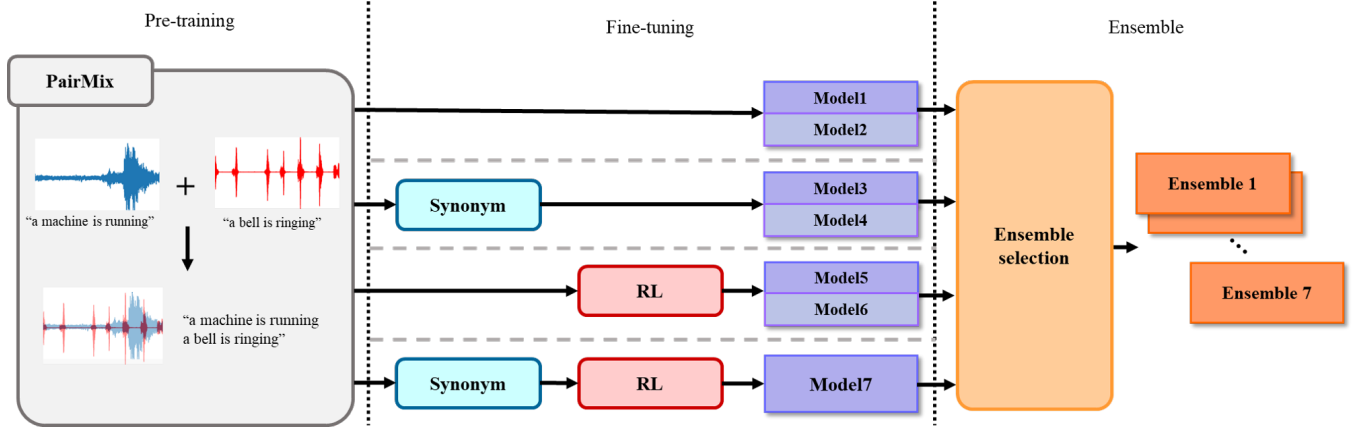 Pre-training
Fine-tuning
Ensemble
PairMix
+
“a machine is running”
“a bell is ringing”
“a machine is running
a bell is ringing”
Model1
Model2
Synonym
Model3
Model4
RL
Model5
Model6
Synonym
RL
Model7
Ensemble
selection
Ensemble 1
Ensemble 7